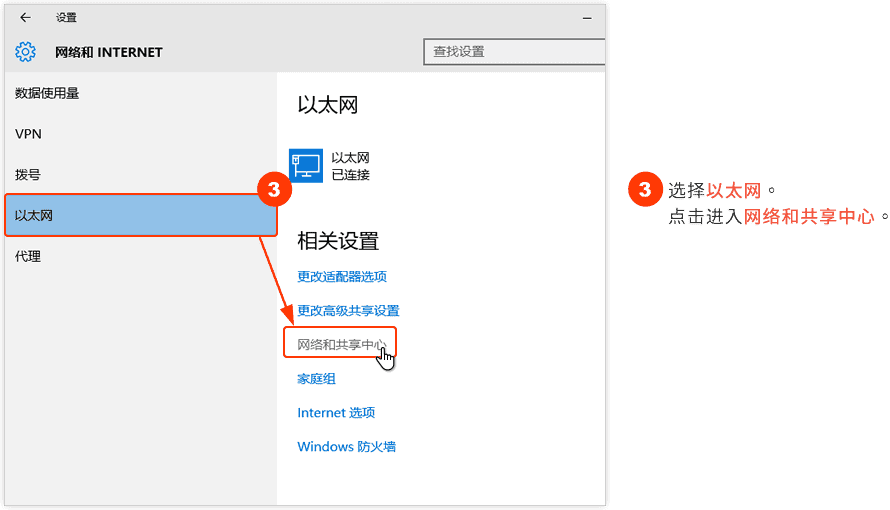 设置
网络和 INTERNET
查找设置
数据使用量
VPN
拨号
以太网
代理
以太网
以太网
已连接
相关设置
更改适配器选项
更改高级共享设置
网络和共享中心
家庭组
Internet 选项
Windows 防火墙
3
3 选择以太网。
点击进入网络和共享中心。